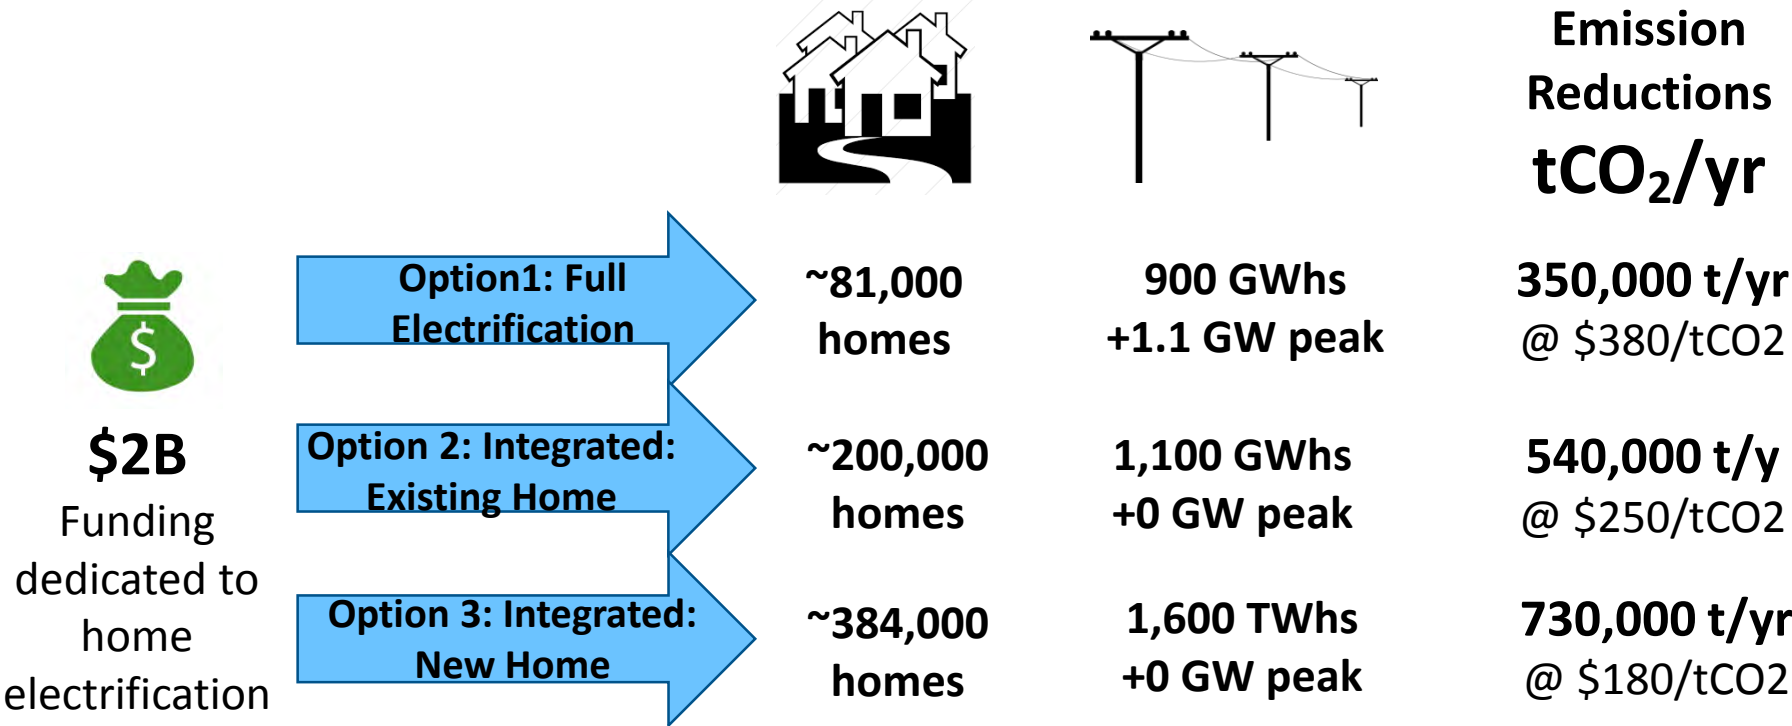 Emission
Reductions
tCO₂/yr
$
$2B
Funding
dedicated to
home
electrification
Option1: Full
Electrification
~81,000
homes
900 GWhs
+1.1 GW peak
350,000 t/yr
@ $380/tCO2
Option 2: Integrated:
Existing Home
~200,000
homes
1,100 GWhs
+0 GW peak
540,000 t/y
@ $250/tCO2
Option 3: Integrated:
New Home
~384,000
homes
1,600 TWhs
+0 GW peak
730,000 t/yr
@ $180/tCO2